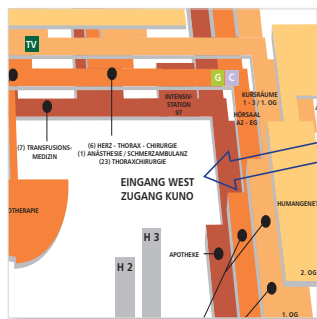 TV
G C
INTENSIV-
STATION
97
KURSRÄUME
1 - 3 / 1. OG
HÖRSAAL
A2 - EG
(7) TRANSFUSIONS-
MEDIZIN
(6) HERZ - THORAX - CHIRURGIE
(1) ANÄSTHESIE / SCHMERZAMBULANZ
(23) THORAXCHIRURGIE
EINGANG WEST
ZUGANG KUNO
OTHERAPIE
HUMANGENET
H 3
APOTHEKE
H 2
2. OG
1. OG